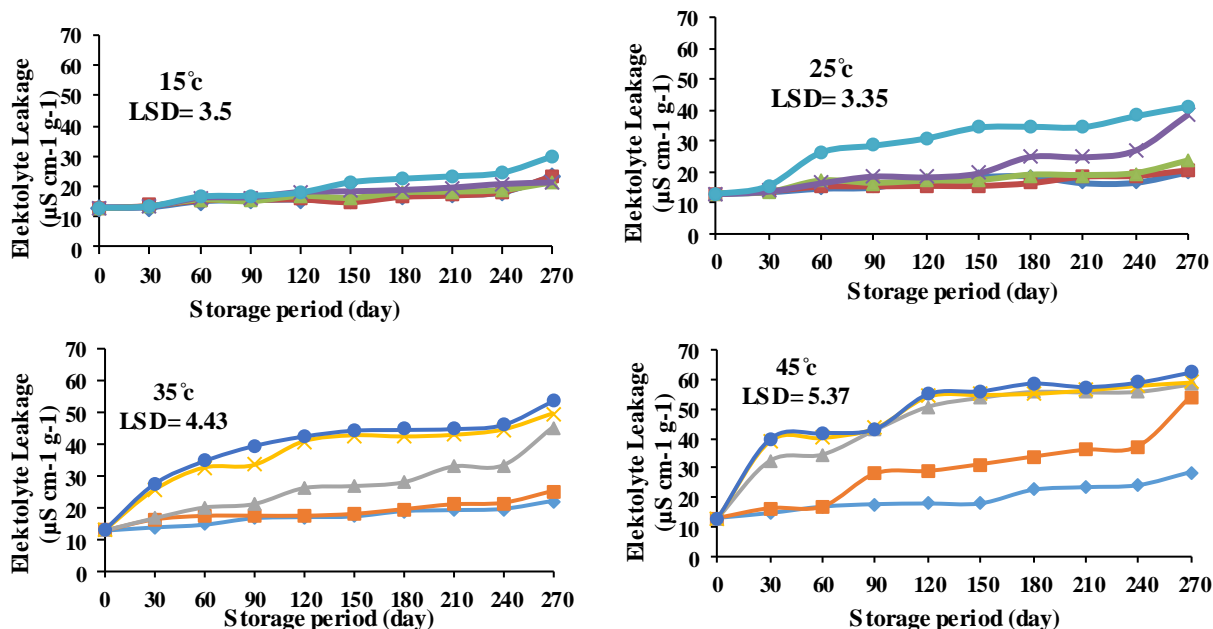 Elektolyte Leakage
(µS cm-1 g-1)
70
60
50
40
30
20
10
0
15°c
LSD= 3.5
0 30 60 90 120 150 180 210 240 270
Storage period (day)
Elektolyte Leakage
(µS cm-1 g-1)
70
60
50
40
30
20
10
0
25°c
LSD= 3.35
0 30 60 90 120 150 180 210 240 270
Storage period (day)
Elektolyte Leakage
(µS cm-1 g-1)
70
60
50
40
30
20
10
0
35°c
LSD= 4.43
0 30 60 90 120 150 180 210 240 270
Storage period (day)
Elektolyte Leakage
(µS cm-1 g-1)
70
60
50
40
30
20
10
0
45°c
LSD= 5.37
0 30 60 90 120 150 180 210 240 270
Storage period (day)